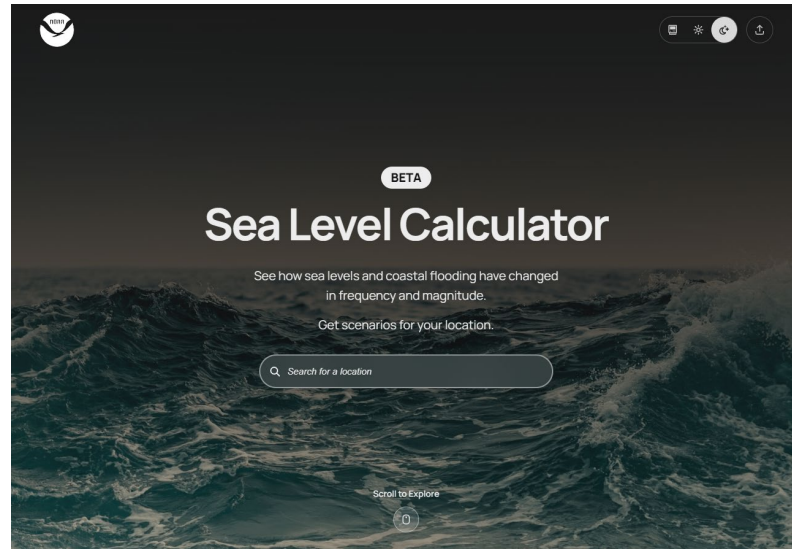 noaa
BETA
Sea Level Calculator
See how sea levels and coastal flooding have changed
in frequency and magnitude.
Get scenarios for your location.
Search for a location
Scroll to Explore